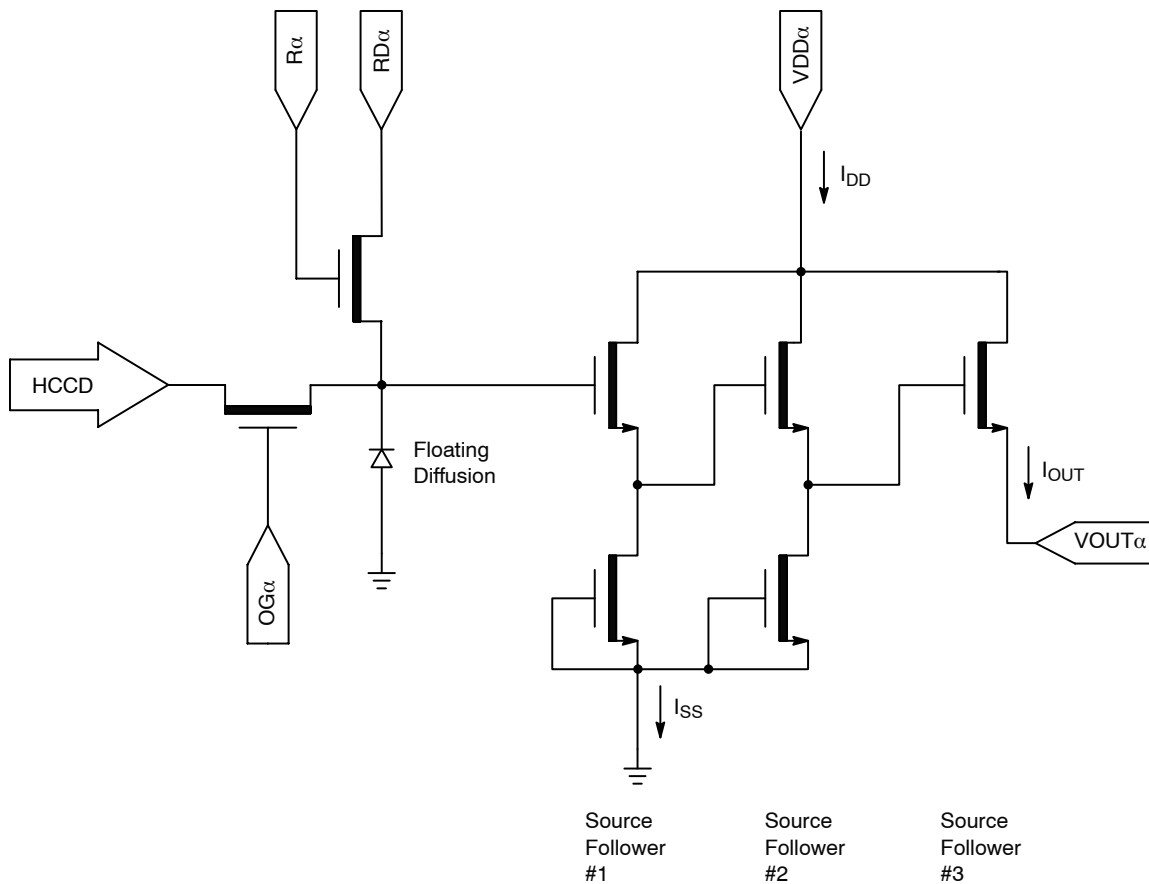 Rα
RDα
VDDα
IDD
HCCD
Floating
Diffusion
IOUT
VOUTα
OGα
ISS
Source
Follower
#1
Source
Follower
#2
Source
Follower
#3